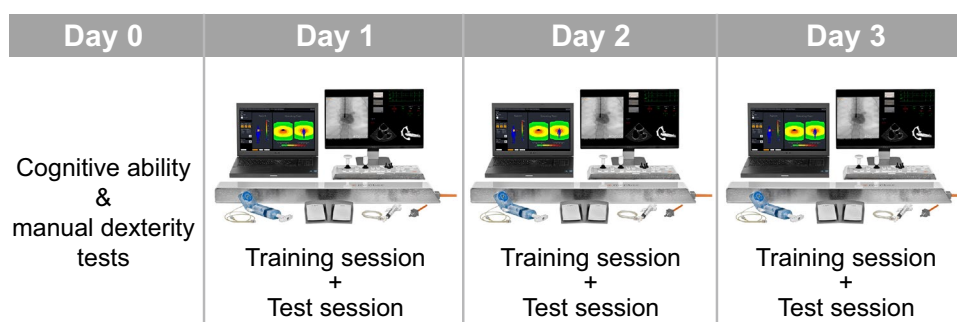 Day 0
Day 1
Day 2
Day 3
Cognitive ability
&
manual dexterity
tests
Training session
+
Test session
Training session
+
Test session
Training session
+
Test session